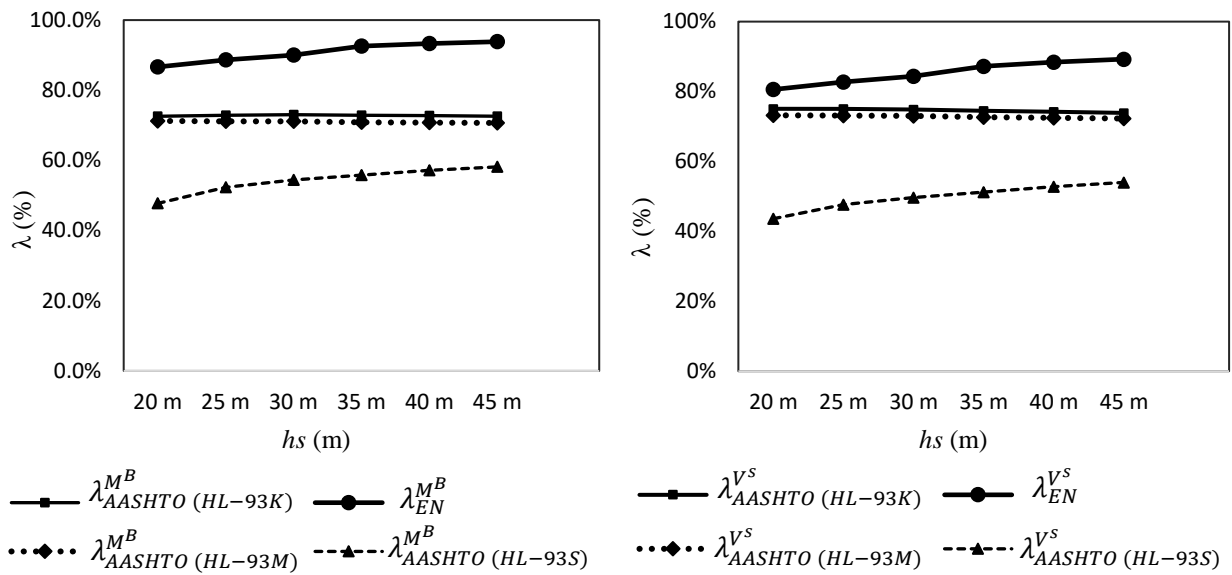 100.0%
80.0%
60.0%
40.0%
20.0%
0.0%
λ (%)
20 m 25 m 30 m 35 m 40 m 45 m
hs (m)
λ^{M^B}_{AASHTO (HL−93K)} λ^{M^B}_{EN}
λ^{M^B}_{AASHTO (HL−93M)} λ^{M^B}_{AASHTO (HL−93S)}
100%
80%
60%
40%
20%
0%
λ (%)
20 m 25 m 30 m 35 m 40 m 45 m
hs (m)
λ^{V^s}_{AASHTO (HL−93K)} λ^{V^s}_{EN}
λ^{V^s}_{AASHTO (HL−93M)} λ^{V^s}_{AASHTO (HL−93S)}